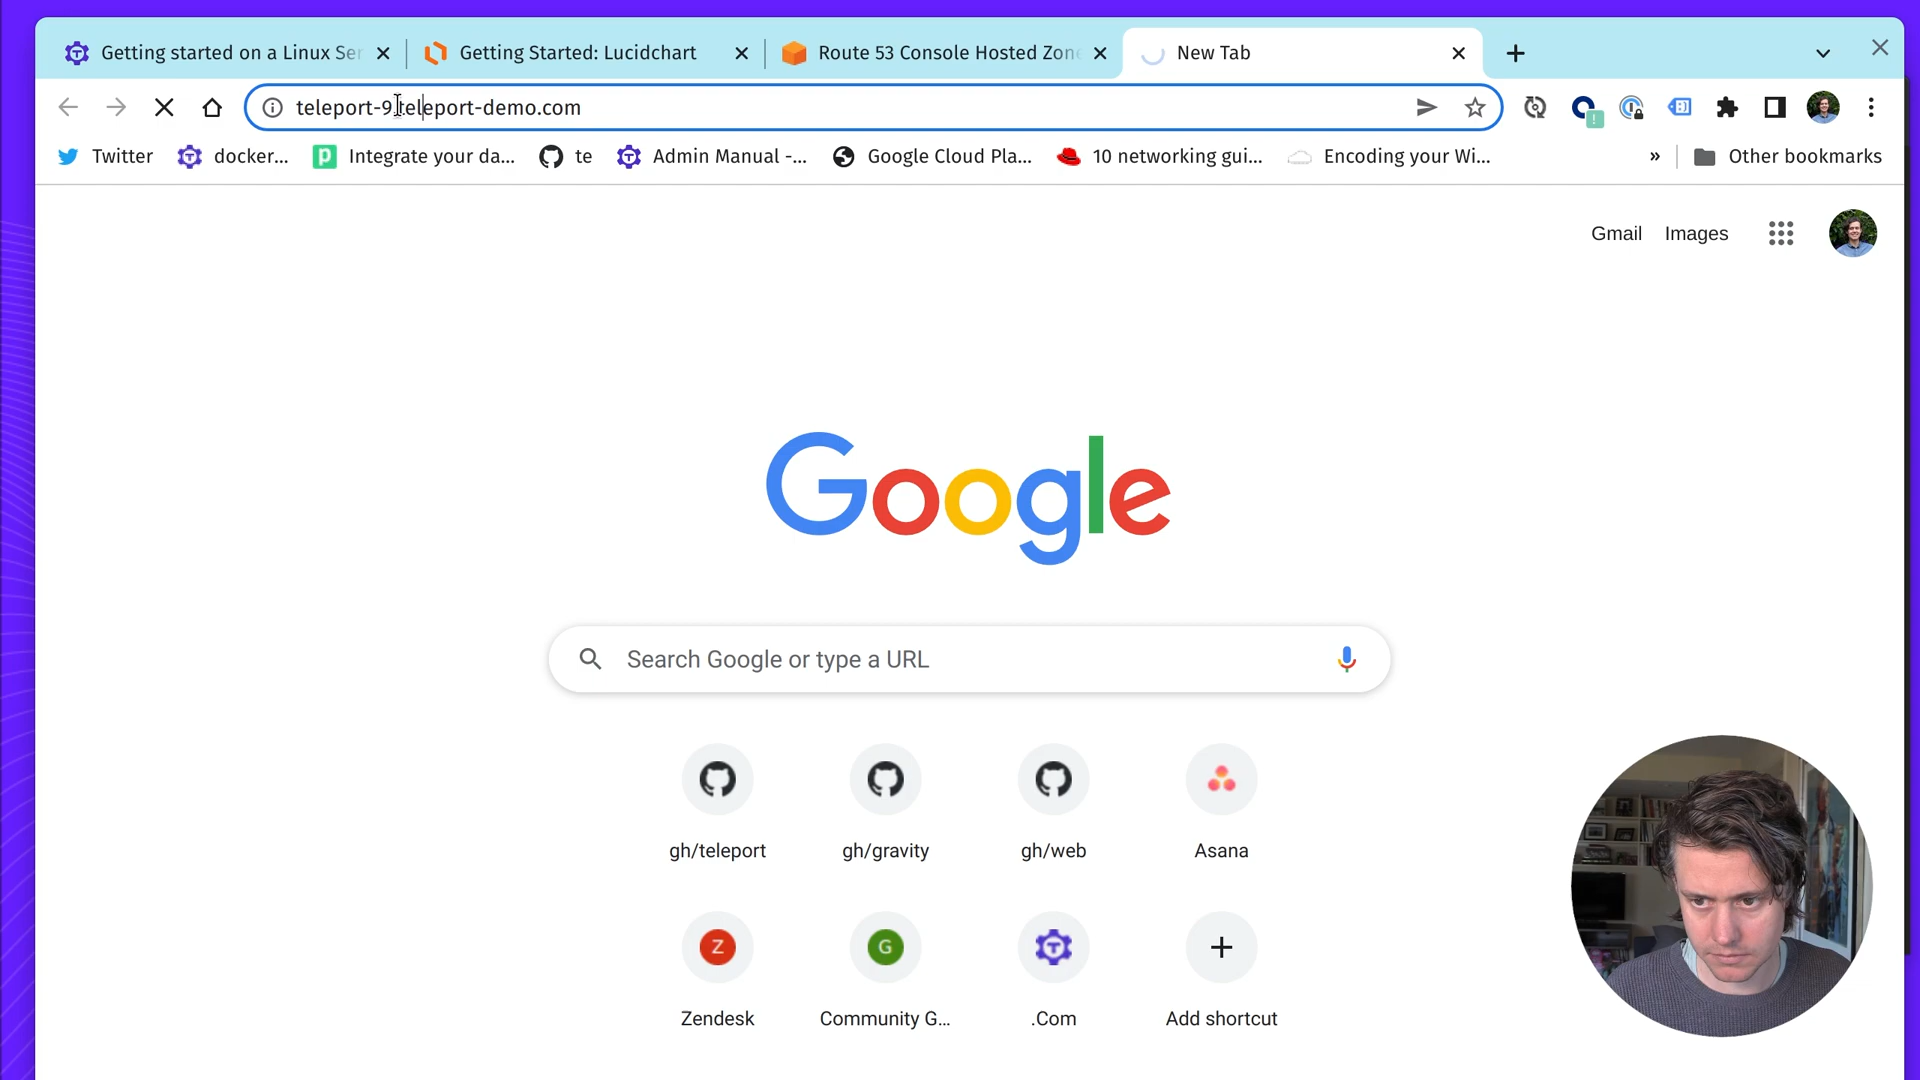 Getting started on a Linux Ser
Getting Started: Lucidchart
Route 53 Console Hosted Zone
New Tab
teleport-9.teleport-demo.com
Twitter
docker...
Integrate your da...
te
Admin Manual -...
Google Cloud Pla...
10 networking gui...
Encoding your Wi...
»
Other bookmarks
Gmail
Images
Google
Search Google or type a URL
gh/teleport
gh/gravity
gh/web
Asana
Z
G
T
Zendesk
Community G...
.Com
Add shortcut